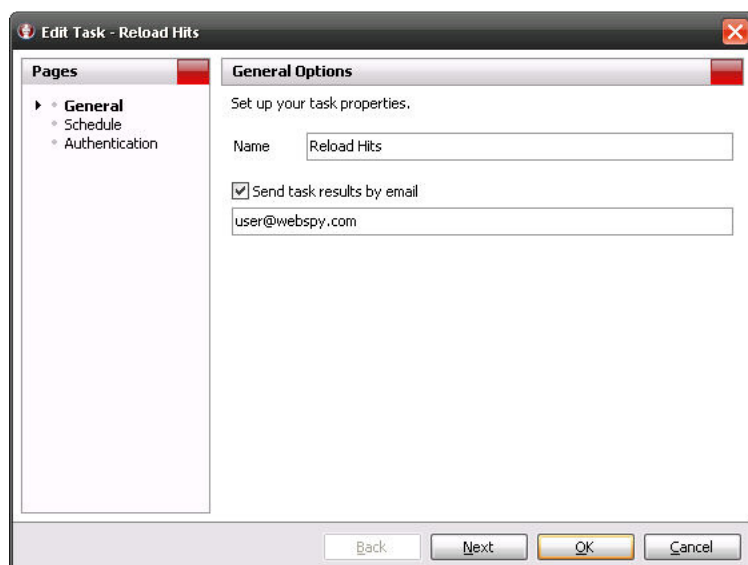 Edit Task - Reload Hits
Pages
General
Schedule
Authentication
General Options
Set up your task properties.
Name Reload Hits
Send task results by email
user@webspy.com
Back Next OK Cancel